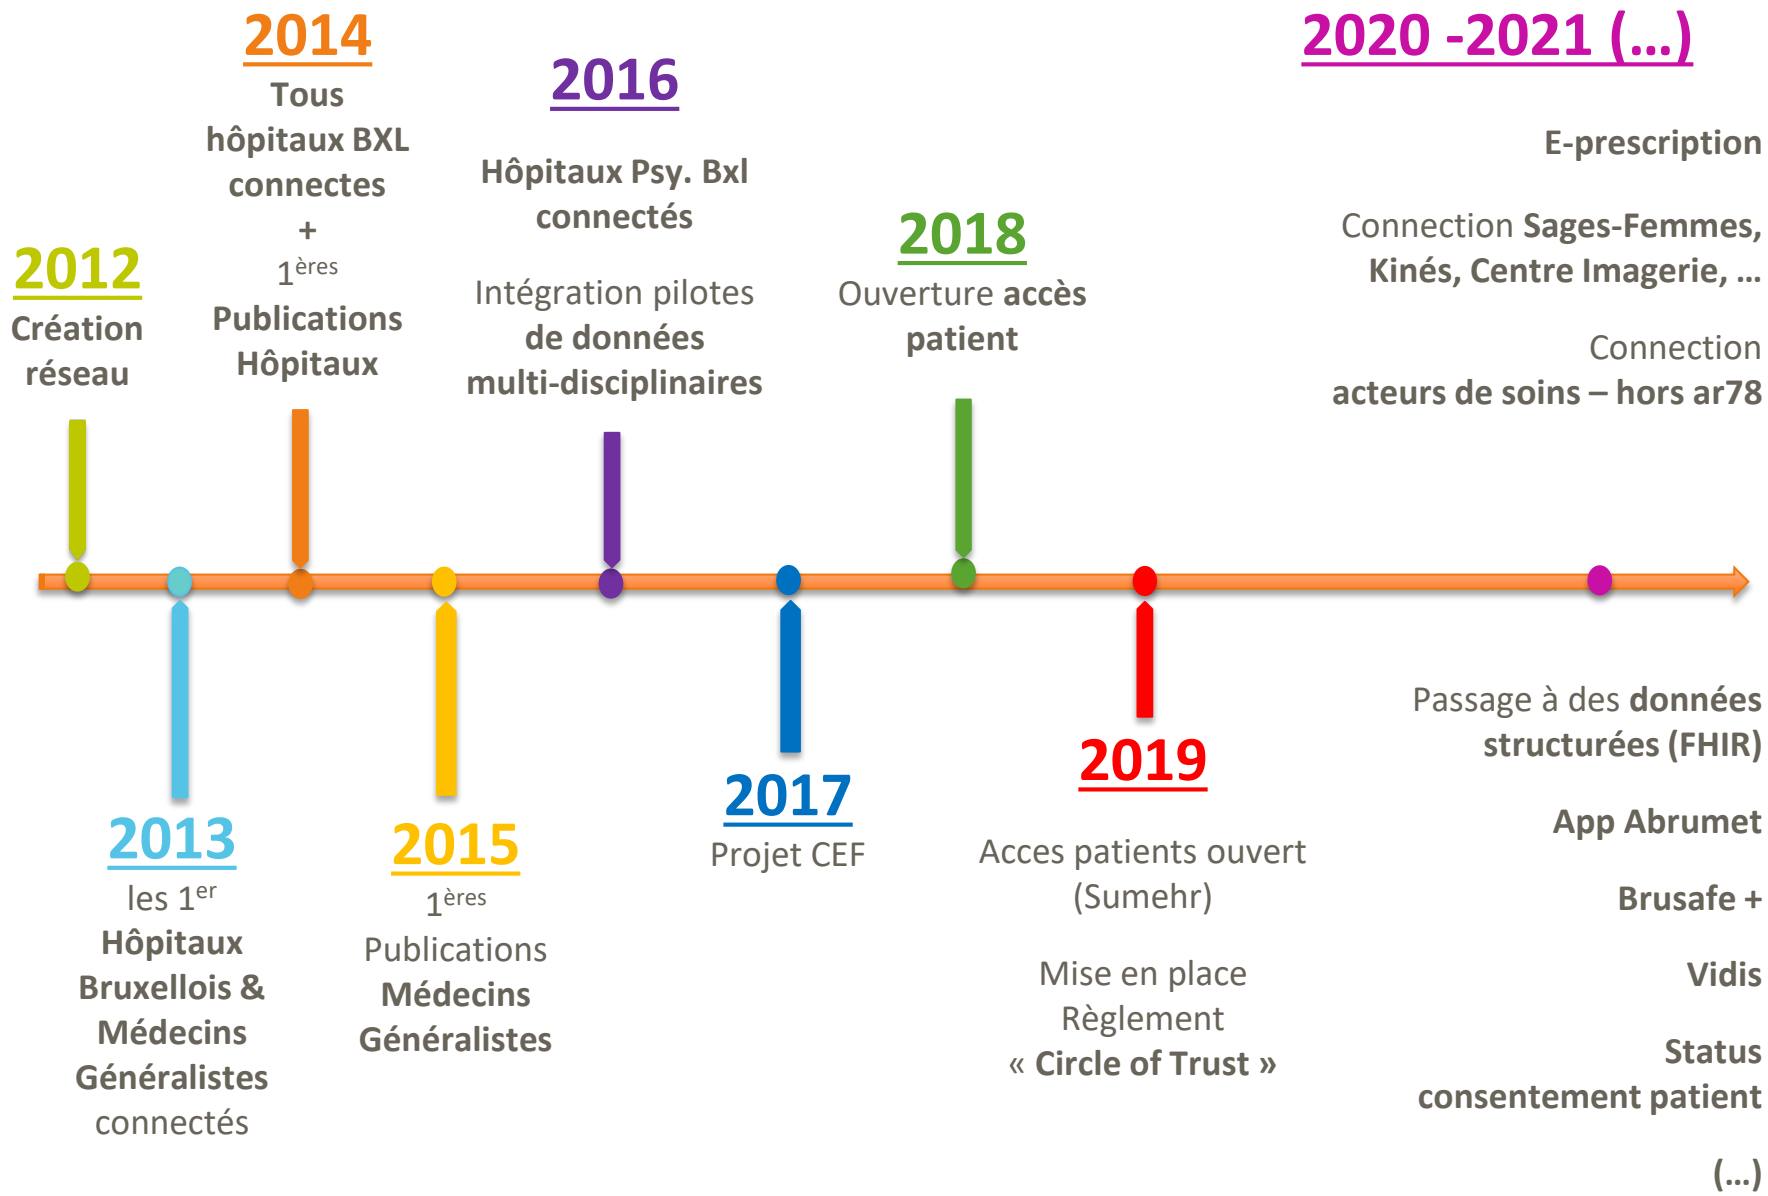 2012
Création
réseau
2013
les 1er
Hôpitaux
Bruxellois &
Médecins
Généralistes
connectés
2014
Tous
hôpitaux BXL
connectes
+
1ères
Publications
Hôpitaux
2015
1ères
Publications
Médecins
Généralistes
2016
Hôpitaux Psy. Bxl
connectés
Intégration pilotes
de données
multi-disciplinaires
2017
Projet CEF
2018
Ouverture accès
patient
2019
Acces patients ouvert
(Sumehr)
Mise en place
Règlement
« Circle of Trust »
2020 -2021 (…)
E-prescription
Connection Sages-Femmes,
Kinés, Centre Imagerie, …
Connection
acteurs de soins – hors ar78
Passage à des données
structurées (FHIR)
App Abrumet
Brusafe +
Vidis
Status
consentement patient
(…)